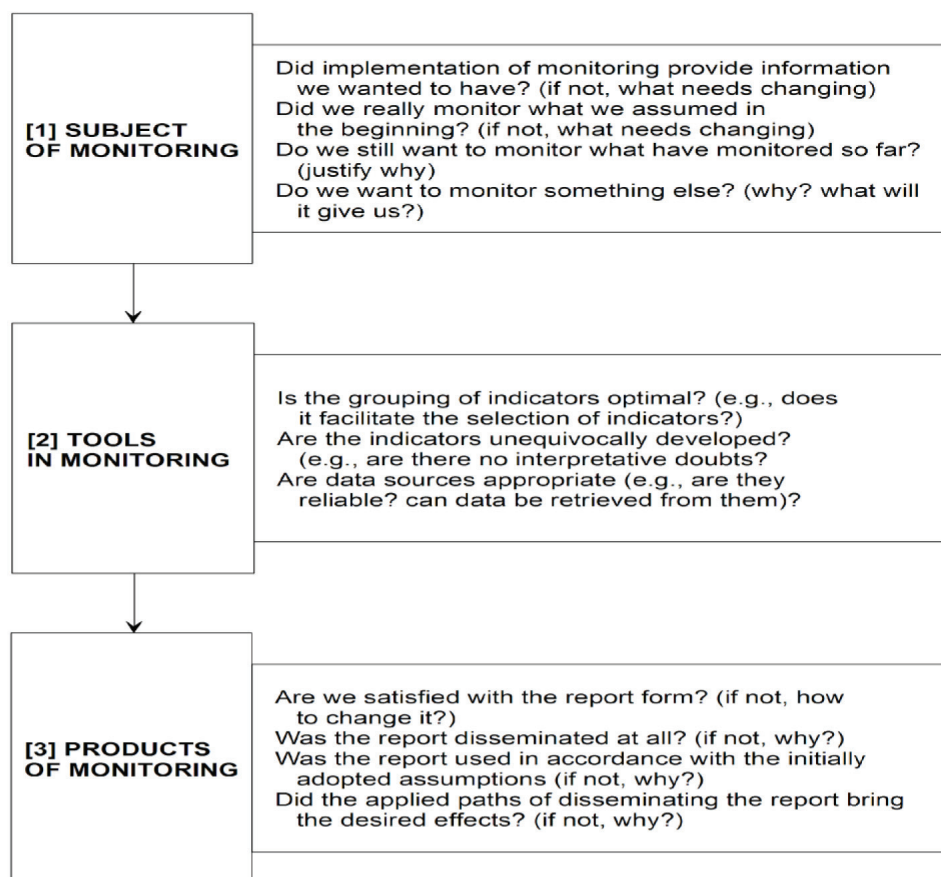 [1] SUBJECT
OF MONITORING
Did implementation of monitoring provide information
we wanted to have? (if not, what needs changing)
Did we really monitor what we assumed in
the beginning? (if not, what needs changing)
Do we still want to monitor what have monitored so far?
(justify why)
Do we want to monitor something else? (why? what will
it give us?)
[2] TOOLS
IN MONITORING
Is the grouping of indicators optimal? (e.g., does
it facilitate the selection of indicators?)
Are the indicators unequivocally developed?
(e.g., are there no interpretative doubts?
Are data sources appropriate (e.g., are they
reliable? can data be retrieved from them)?
[3] PRODUCTS
OF MONITORING
Are we satisfied with the report form? (if not, how
to change it?)
Was the report disseminated at all? (if not, why?)
Was the report used in accordance with the initially
adopted assumptions (if not, why?)
Did the applied paths of disseminating the report bring
the desired effects? (if not, why?)